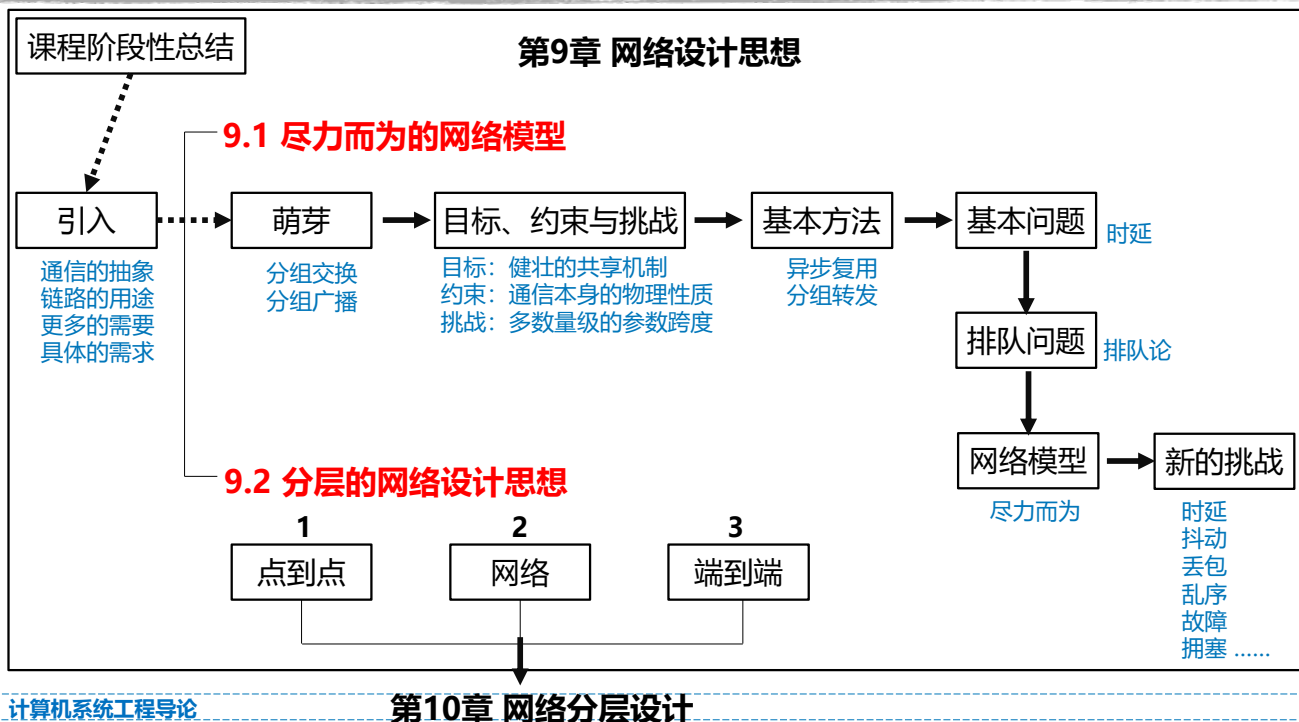 课程阶段性总结
第9章 网络设计思想
9.1 尽力而为的网络模型
引入
萌芽
目标、约束与挑战
基本方法
基本问题
时延
通信的抽象
链路的用途
更多的需要
具体的需求
分组交换
分组广播
目标：健壮的共享机制
约束：通信本身的物理性质
挑战：多数量级的参数跨度
异步复用
分组转发
排队问题
排队论
网络模型
新的挑战
尽力而为
时延
抖动
丢包
乱序
故障
拥塞 ......
9.2 分层的网络设计思想
1
2
3
点到点
网络
端到端
计算机系统工程导论
第10章 网络分层设计